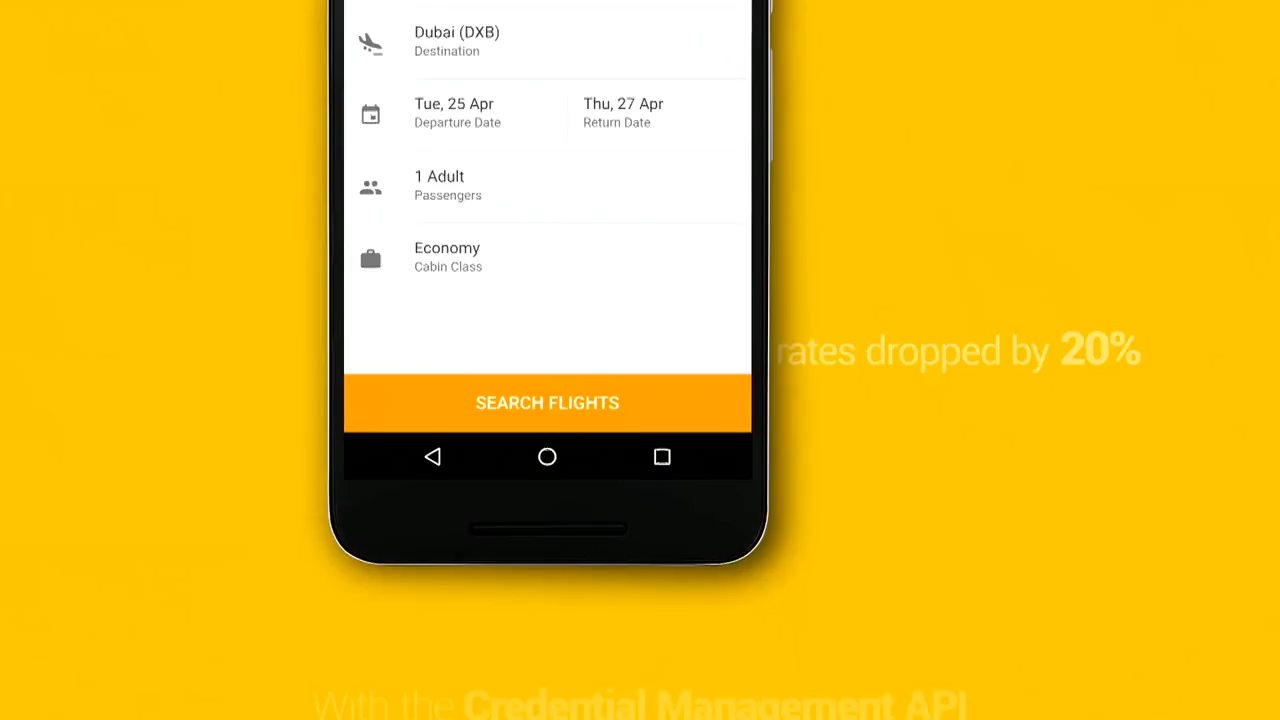 Dubai (DXB)
Destination
Tue, 25 Apr
Departure Date
Thu, 27 Apr
Return Date
1 Adult
Passengers
Economy
Cabin Class
rates dropped by 20%
SEARCH FLIGHTS
With the Credential Management API